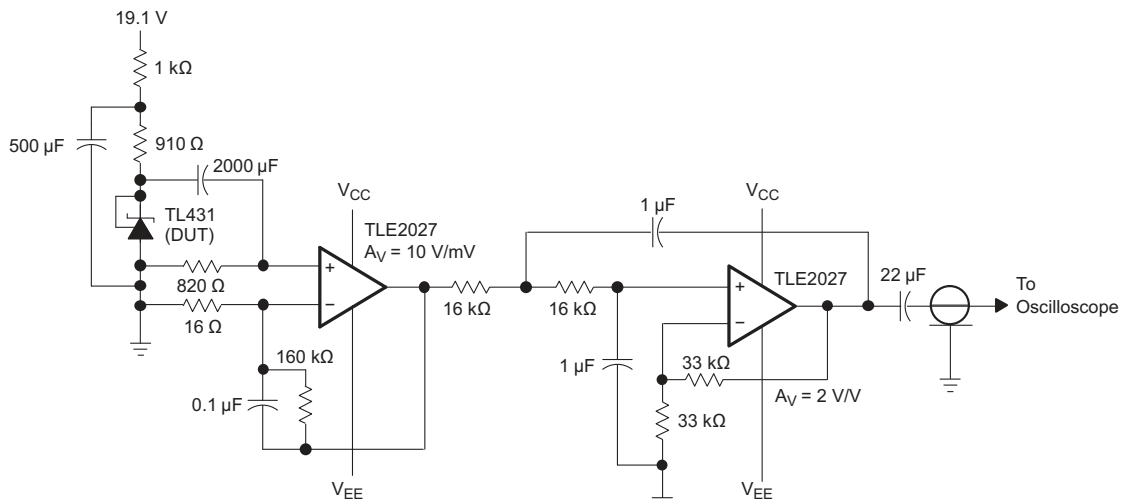 19.1 V
1 kΩ
500 µF
910 Ω
2000 µF
TL431
(DUT)
820 Ω
16 Ω
160 kΩ
0.1 µF
VCC
TLE2027
AV = 10 V/mV
+
−
VEE
16 kΩ
16 kΩ
1 µF
1 µF
VCC
TLE2027
+
−
33 kΩ
33 kΩ
AV = 2 V/V
VEE
22 µF
To
Oscilloscope